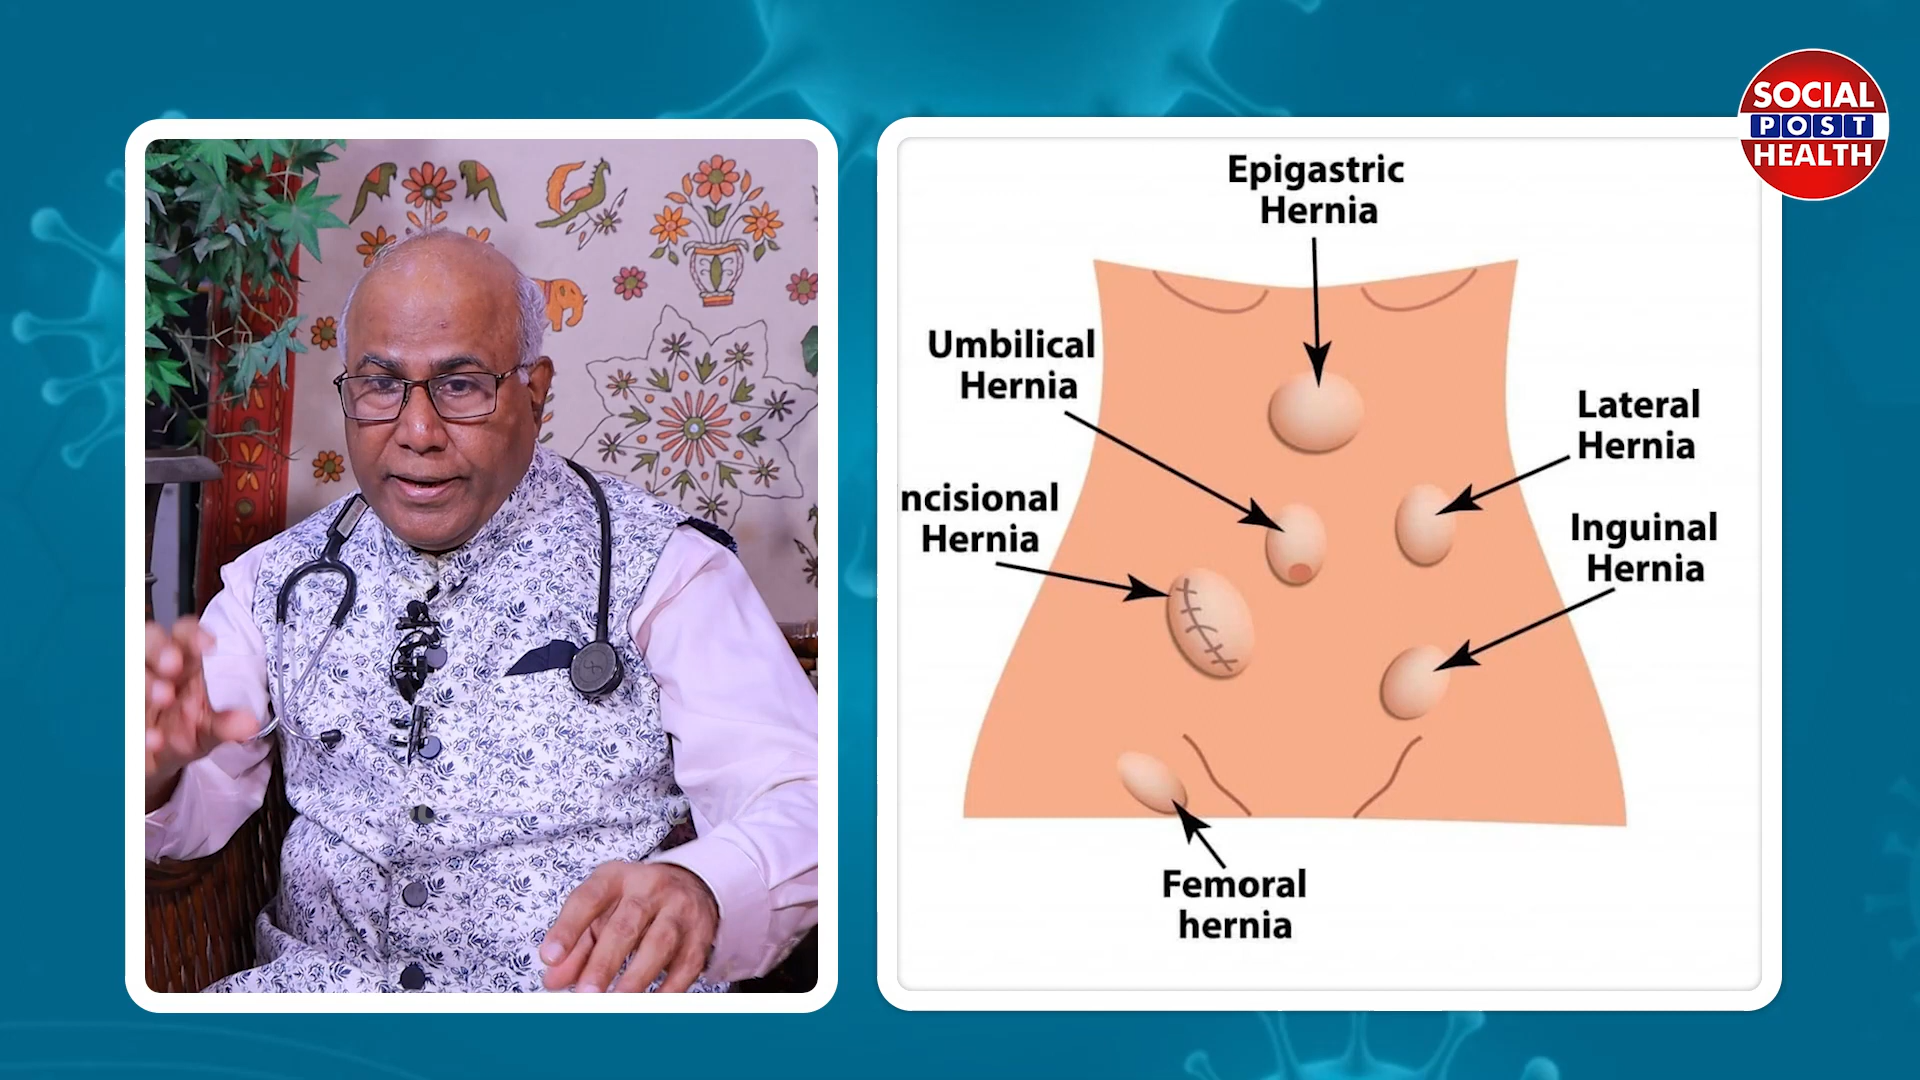 SOCIAL
POST
HEALTH
Epigastric
Hernia
Umbilical
Hernia
Lateral
Hernia
ncisional
Hernia
Inguinal
Hernia
Femoral
hernia